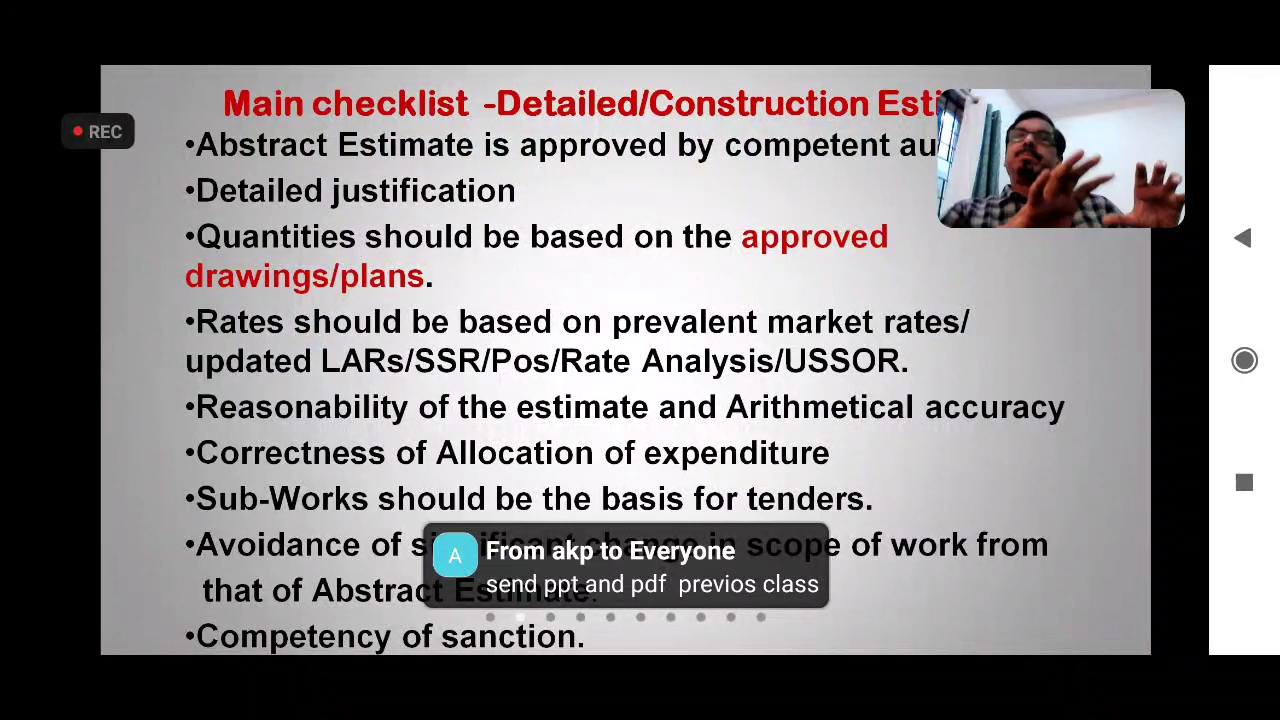 Main checklist -Detailed/Construction
REC
•Abstract Estimate is approved by competent
•Detailed justification
•Quantities should be based on the approved
drawings/plans.
•Rates should be based on prevalent market rates/
updated LARs/SSR/Pos/Rate Analysis/USSOR.
•Reasonability of the estimate and Arithmetical accuracy
•Correctness of Allocation of expenditure
•Sub-Works should be the basis for tenders.
•Avoidance of significant change in scope of work from
that of Abstract Estimate.
A
From akp to Everyone
send ppt and pdf previos class
•Competency of sanction.